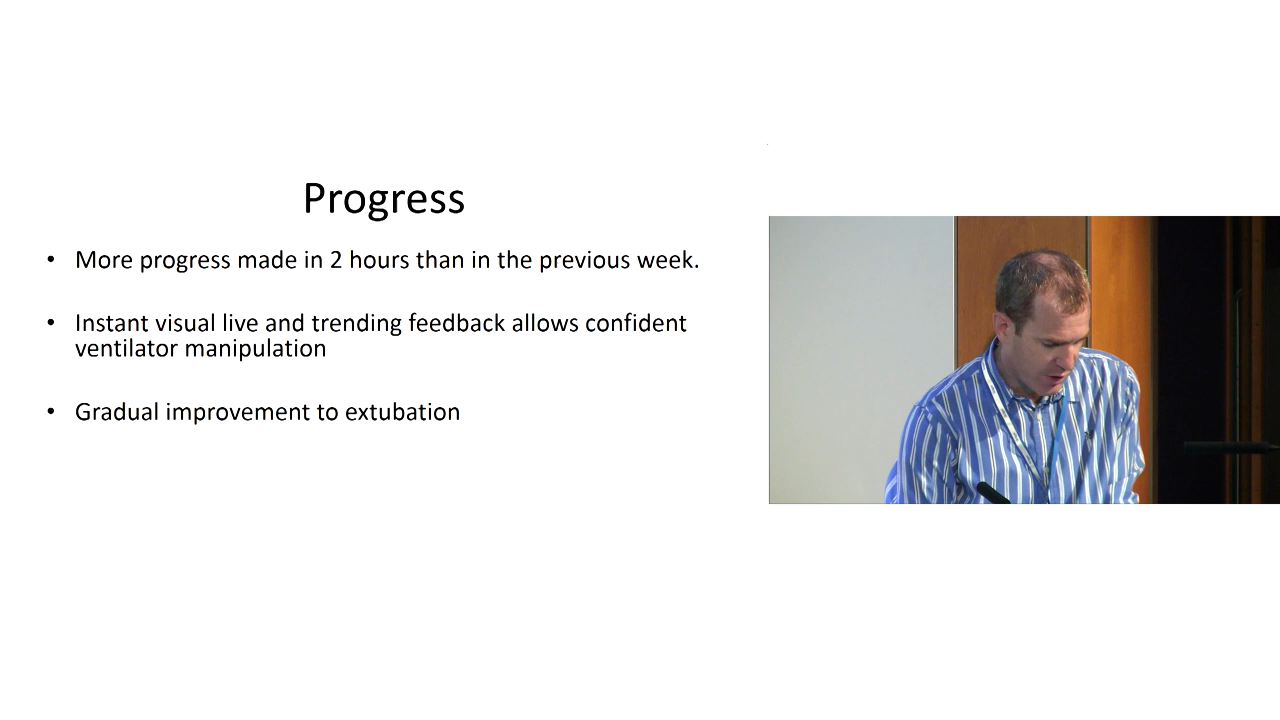 Progress
• More progress made in 2 hours than in the previous week.
• Instant visual live and trending feedback allows confident
ventilator manipulation
• Gradual improvement to extubation